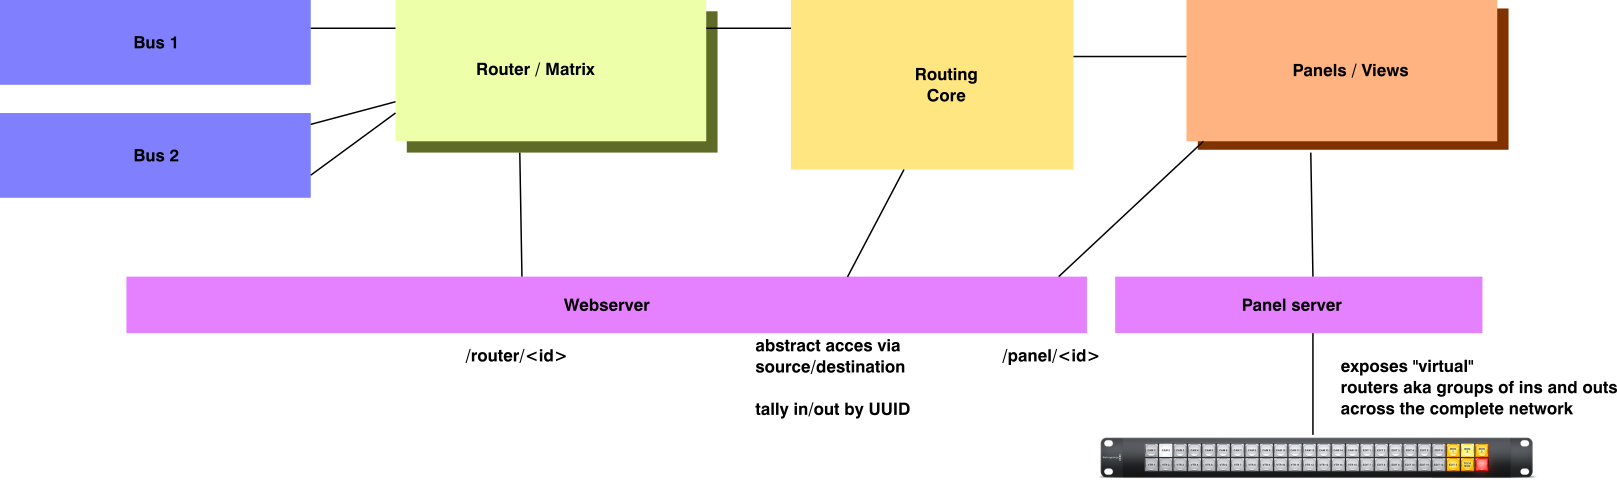 Bus 1
Router / Matrix
Routing
Core
Panels / Views
Bus 2
Webserver
Panel server
/router/<id>
abstract acces via
source/destination
tally in/out by UUID
/panel/<id>
exposes "virtual"
routers aka groups of ins and outs
across the complete network